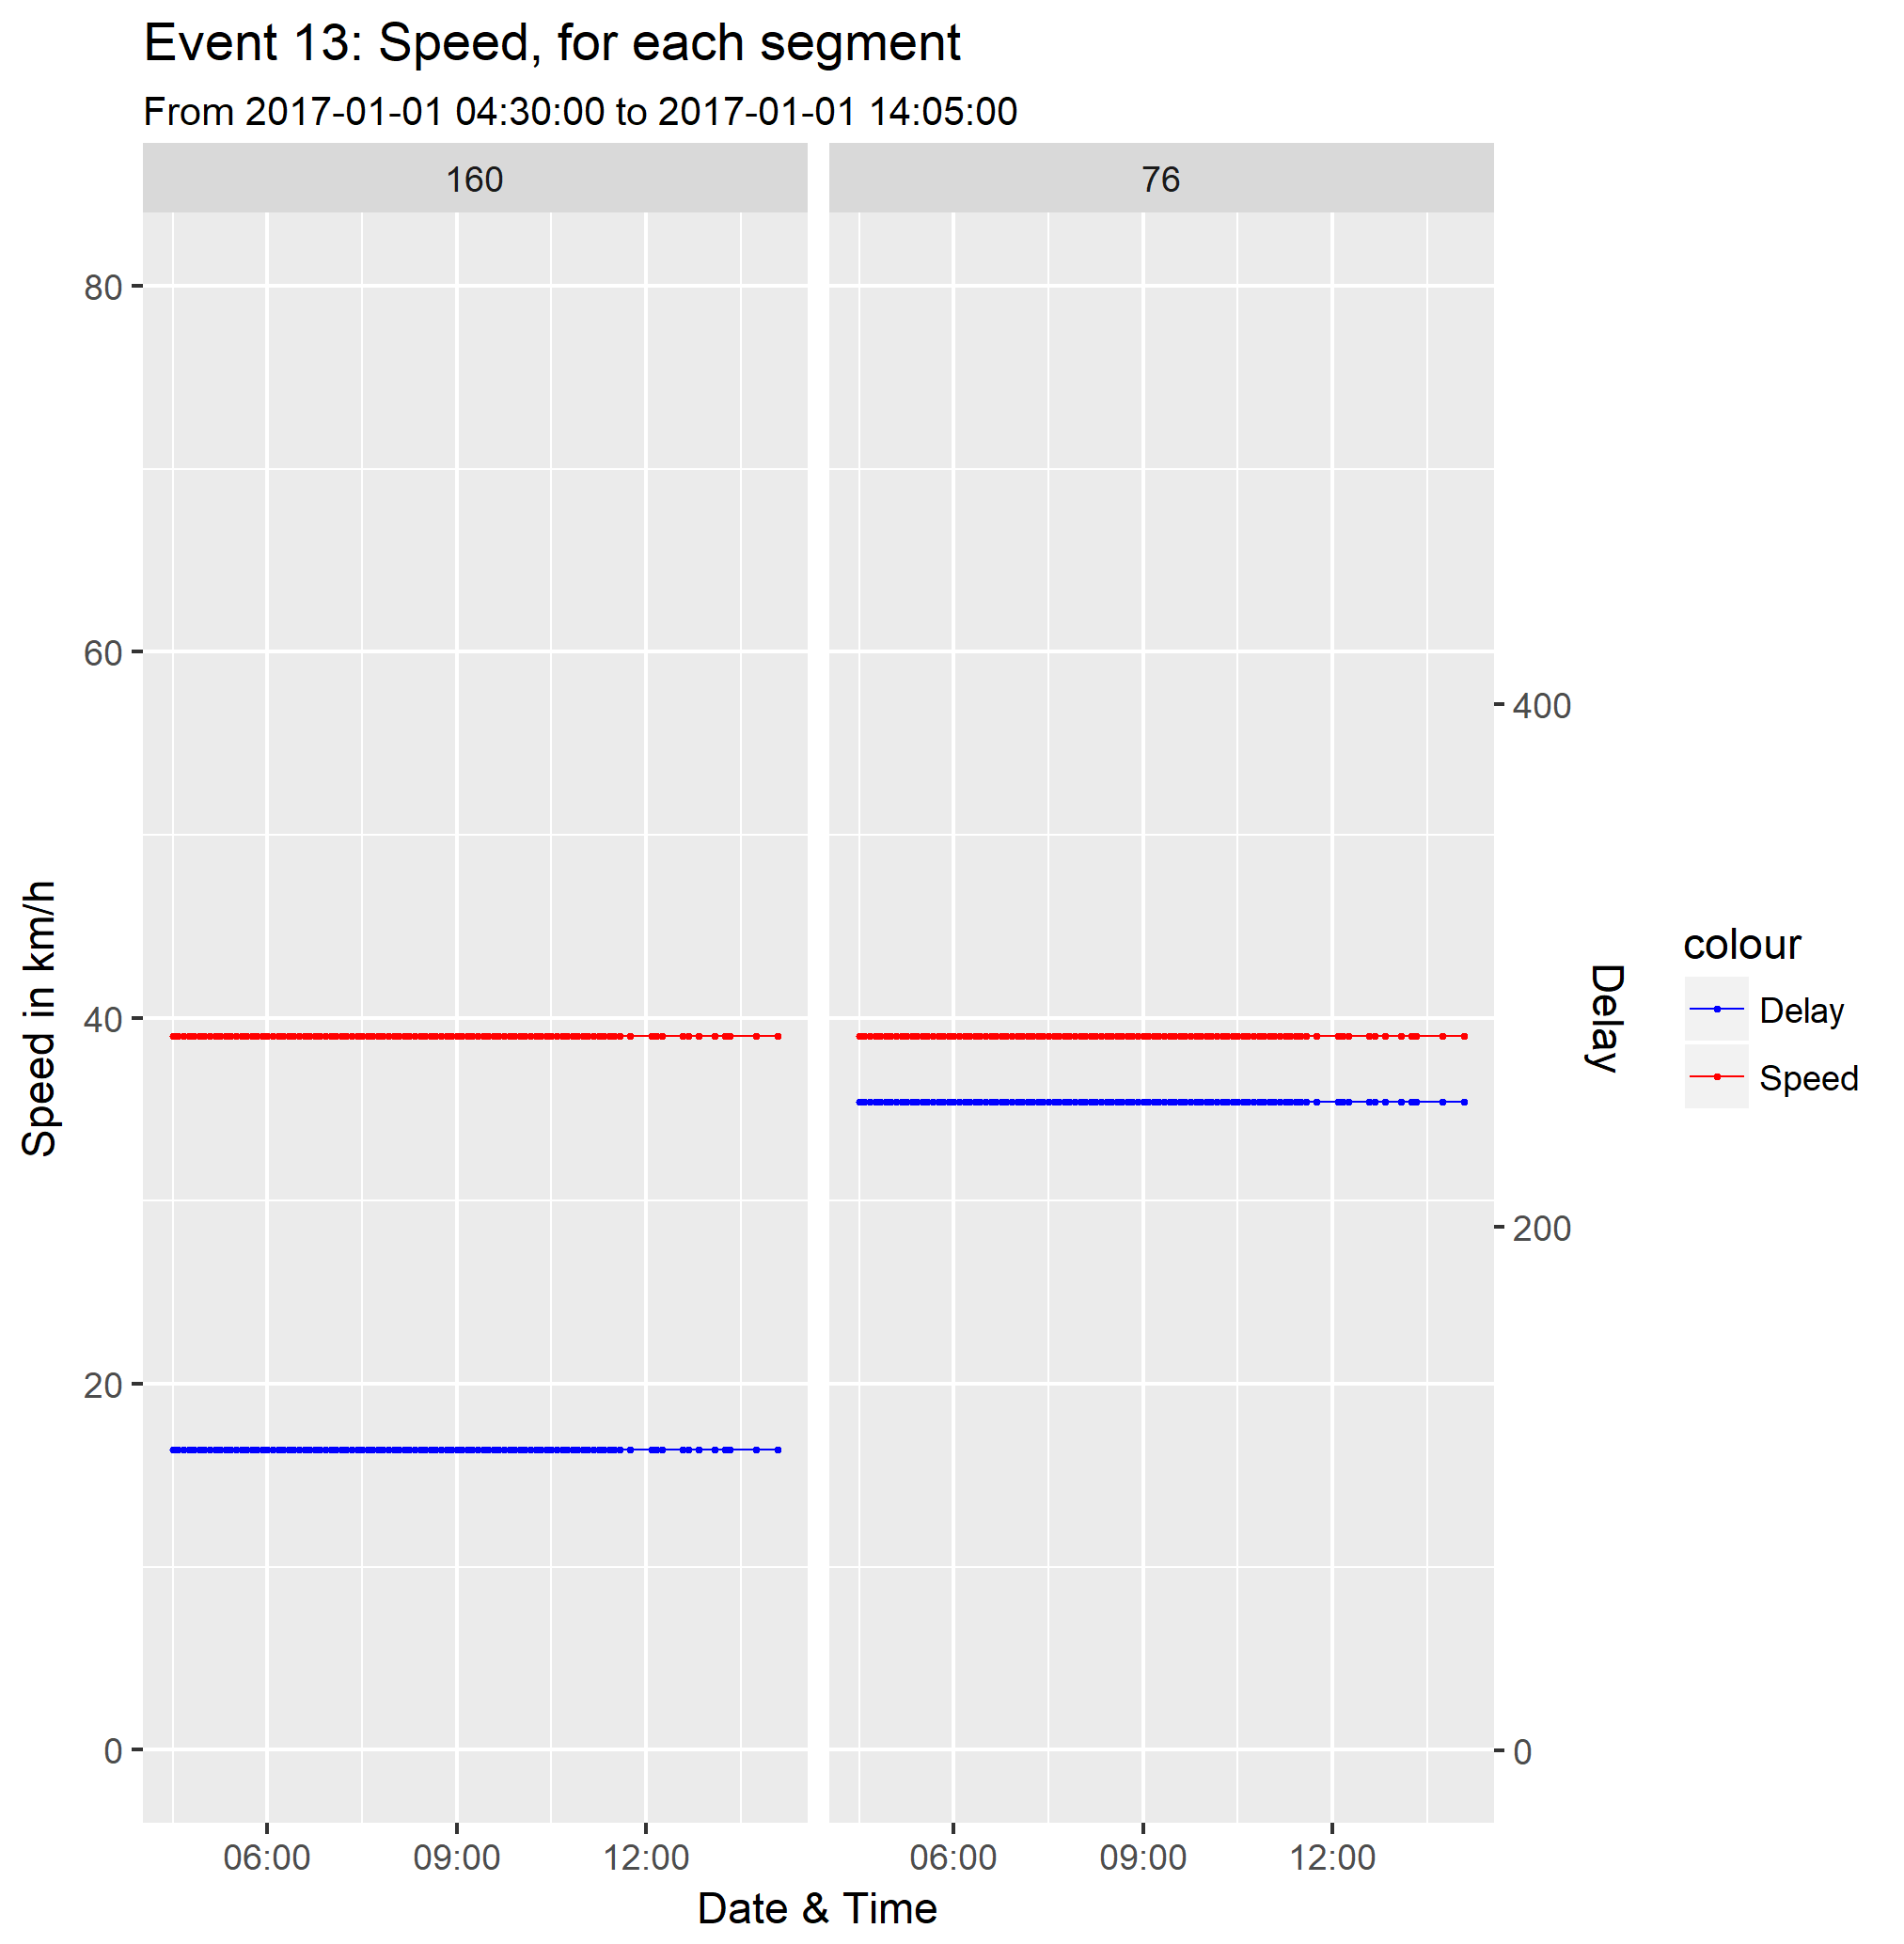 Event 13: Speed, for each segment
From 2017-01-01 04:30:00 to 2017-01-01 14:05:00
160
76
80
60
40
20
0
Speed in km/h
400
200
0
Delay
colour
Delay
Speed
06:00
09:00
12:00
06:00
09:00
12:00
Date & Time